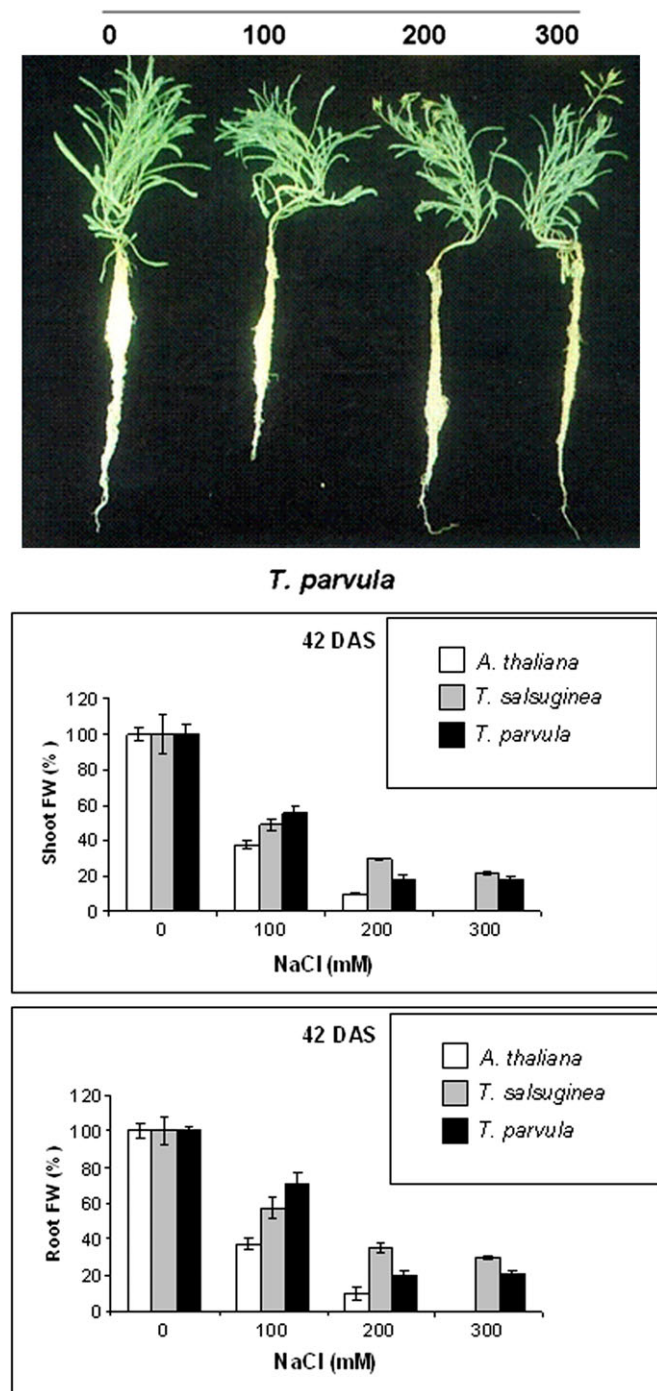 0 100 200 300
T. parvula
42 DAS
A. thaliana
T. salsuginea
T. parvula
120
100
80
60
40
20
0
Shoot FW (%)
0 100 200 300
NaCl (mM)
42 DAS
A. thaliana
T. salsuginea
T. parvula
120
100
80
60
40
20
0
Root FW (%)
0 100 200 300
NaCl (mM)